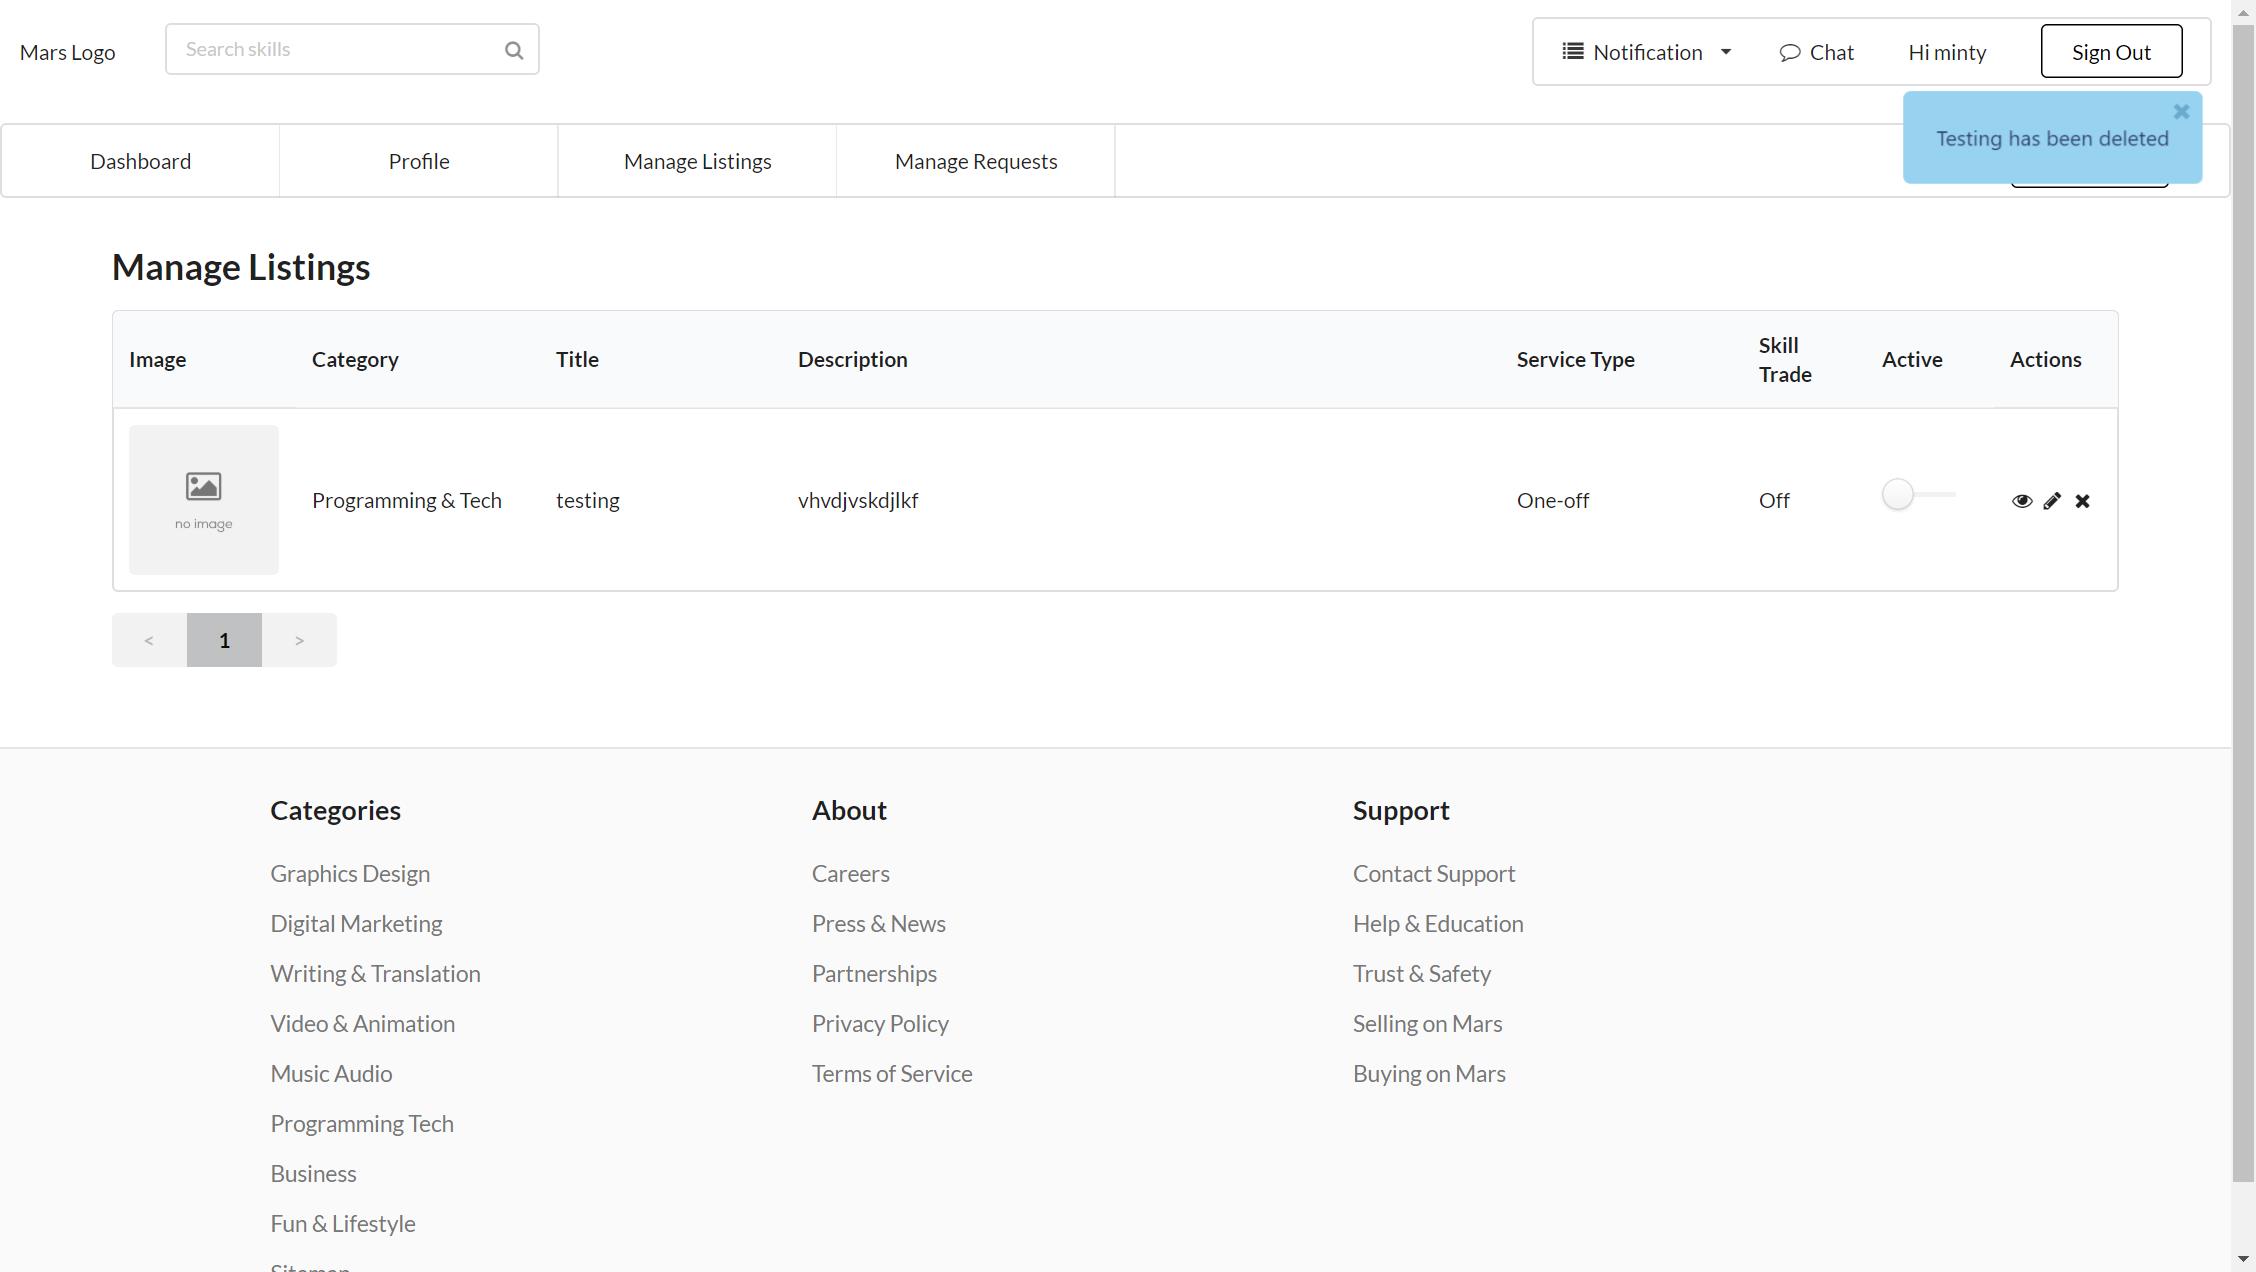 Mars Logo
Search skills
Notification
Chat
Hi minty
Sign Out
Testing has been deleted
Dashboard
Profile
Manage Listings
Manage Requests
Manage Listings
Image
Category
Title
Description
Service Type
Skill
Trade
Active
Actions
no image
Programming & Tech
testing
vhvdjvskdjlkf
One-off
Off
<
1
>
Categories
Graphics Design
Digital Marketing
Writing & Translation
Video & Animation
Music Audio
Programming Tech
Business
Fun & Lifestyle
About
Careers
Press & News
Partnerships
Privacy Policy
Terms of Service
Support
Contact Support
Help & Education
Trust & Safety
Selling on Mars
Buying on Mars